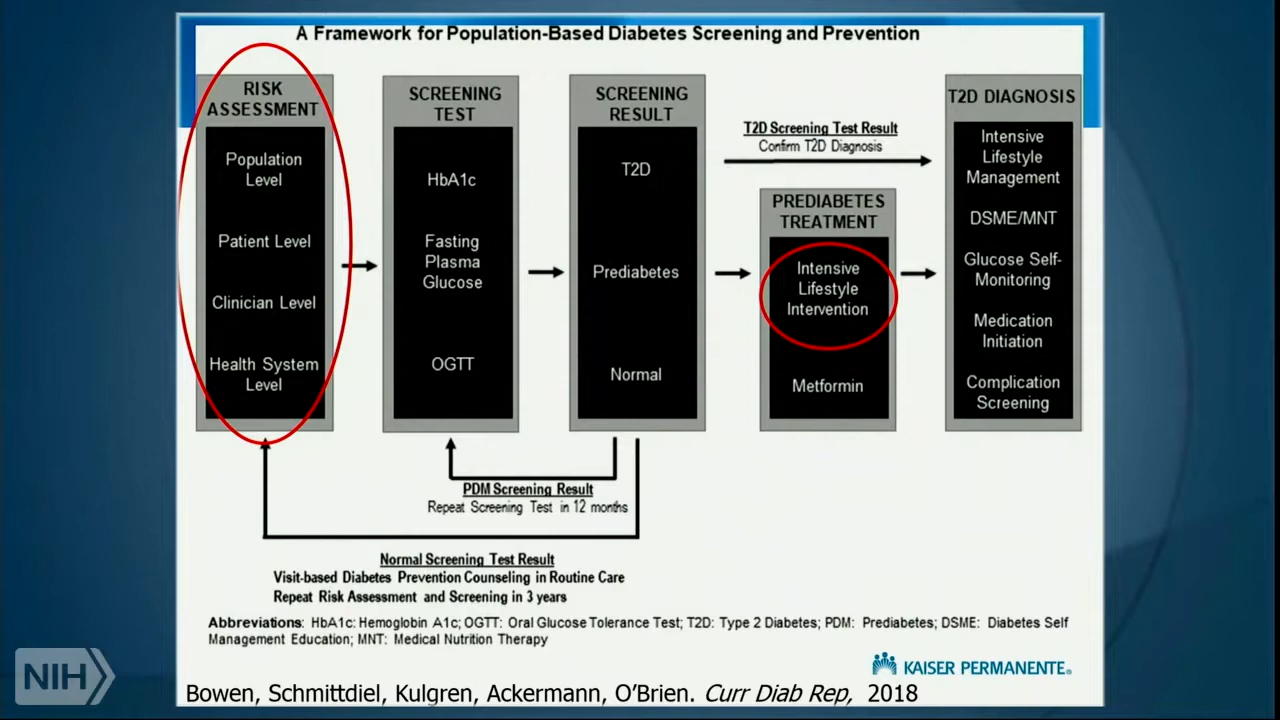 A Framework for Population-Based Diabetes Screening and Prevention
RISK
ASSESSMENT
Population
Level
Patient Level
Clinician Level
Health System
Level
SCREENING
TEST
HbA1c
Fasting
Plasma
Glucose
OGTT
SCREENING
RESULT
T2D
Prediabetes
Normal
T2D Screening Test Result
Confirm T2D Diagnosis
PREDIABETES
TREATMENT
Intensive
Lifestyle
Intervention
Metformin
T2D DIAGNOSIS
Intensive
Lifestyle
Management
DSME/MNT
Glucose Self-
Monitoring
Medication
Initiation
Complication
Screening
PDM Screening Result
Repeat Screening Test in 12 months
Normal Screening Test Result
Visit-based Diabetes Prevention Counseling in Routine Care
Repeat Risk Assessment and Screening in 3 years
Abbreviations: HbA1c: Hemoglobin A1c; OGTT: Oral Glucose Tolerance Test; T2D: Type 2 Diabetes; PDM: Prediabetes; DSME: Diabetes Self
Management Education; MNT: Medical Nutrition Therapy
KAISER PERMANENTE®
NIH
Bowen, Schmittdiel, Kulgren, Ackermann, O'Brien. Curr Diab Rep, 2018